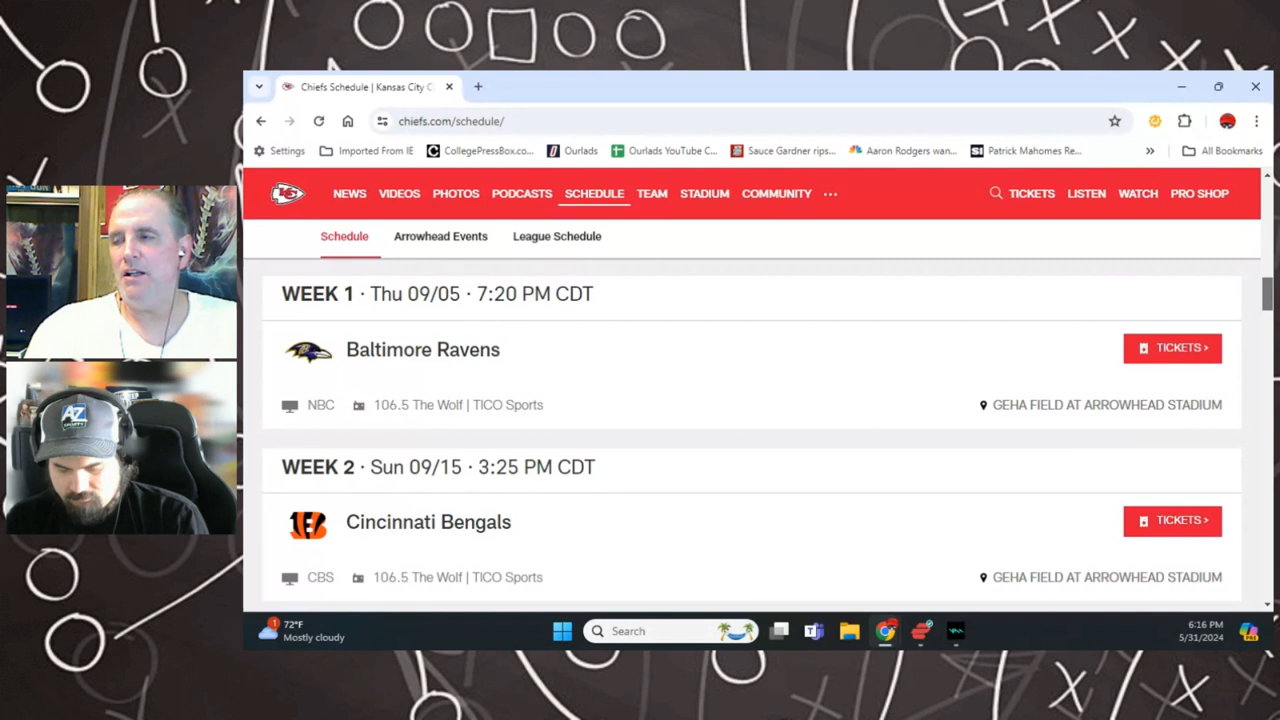 Chiefs Schedule | Kansas City C
chiefs.com/schedule/
Settings Imported From IE CollegePressBox.co... Ourlads Ourlads YouTube C... Sauce Gardner rips... Aaron Rodgers wan... Patrick Mahomes Re... » All Bookmarks
KC NEWS VIDEOS PHOTOS PODCASTS SCHEDULE TEAM STADIUM COMMUNITY ... TICKETS LISTEN WATCH PRO SHOP
Schedule Arrowhead Events League Schedule
WEEK 1 · Thu 09/05 · 7:20 PM CDT
Baltimore Ravens TICKETS >
NBC 106.5 The Wolf | TICO Sports GEHA FIELD AT ARROWHEAD STADIUM
WEEK 2 · Sun 09/15 · 3:25 PM CDT
Cincinnati Bengals TICKETS >
CBS 106.5 The Wolf | TICO Sports GEHA FIELD AT ARROWHEAD STADIUM
AZ
SPORTS
1 72°F
Mostly cloudy
Search
6:16 PM
5/31/2024